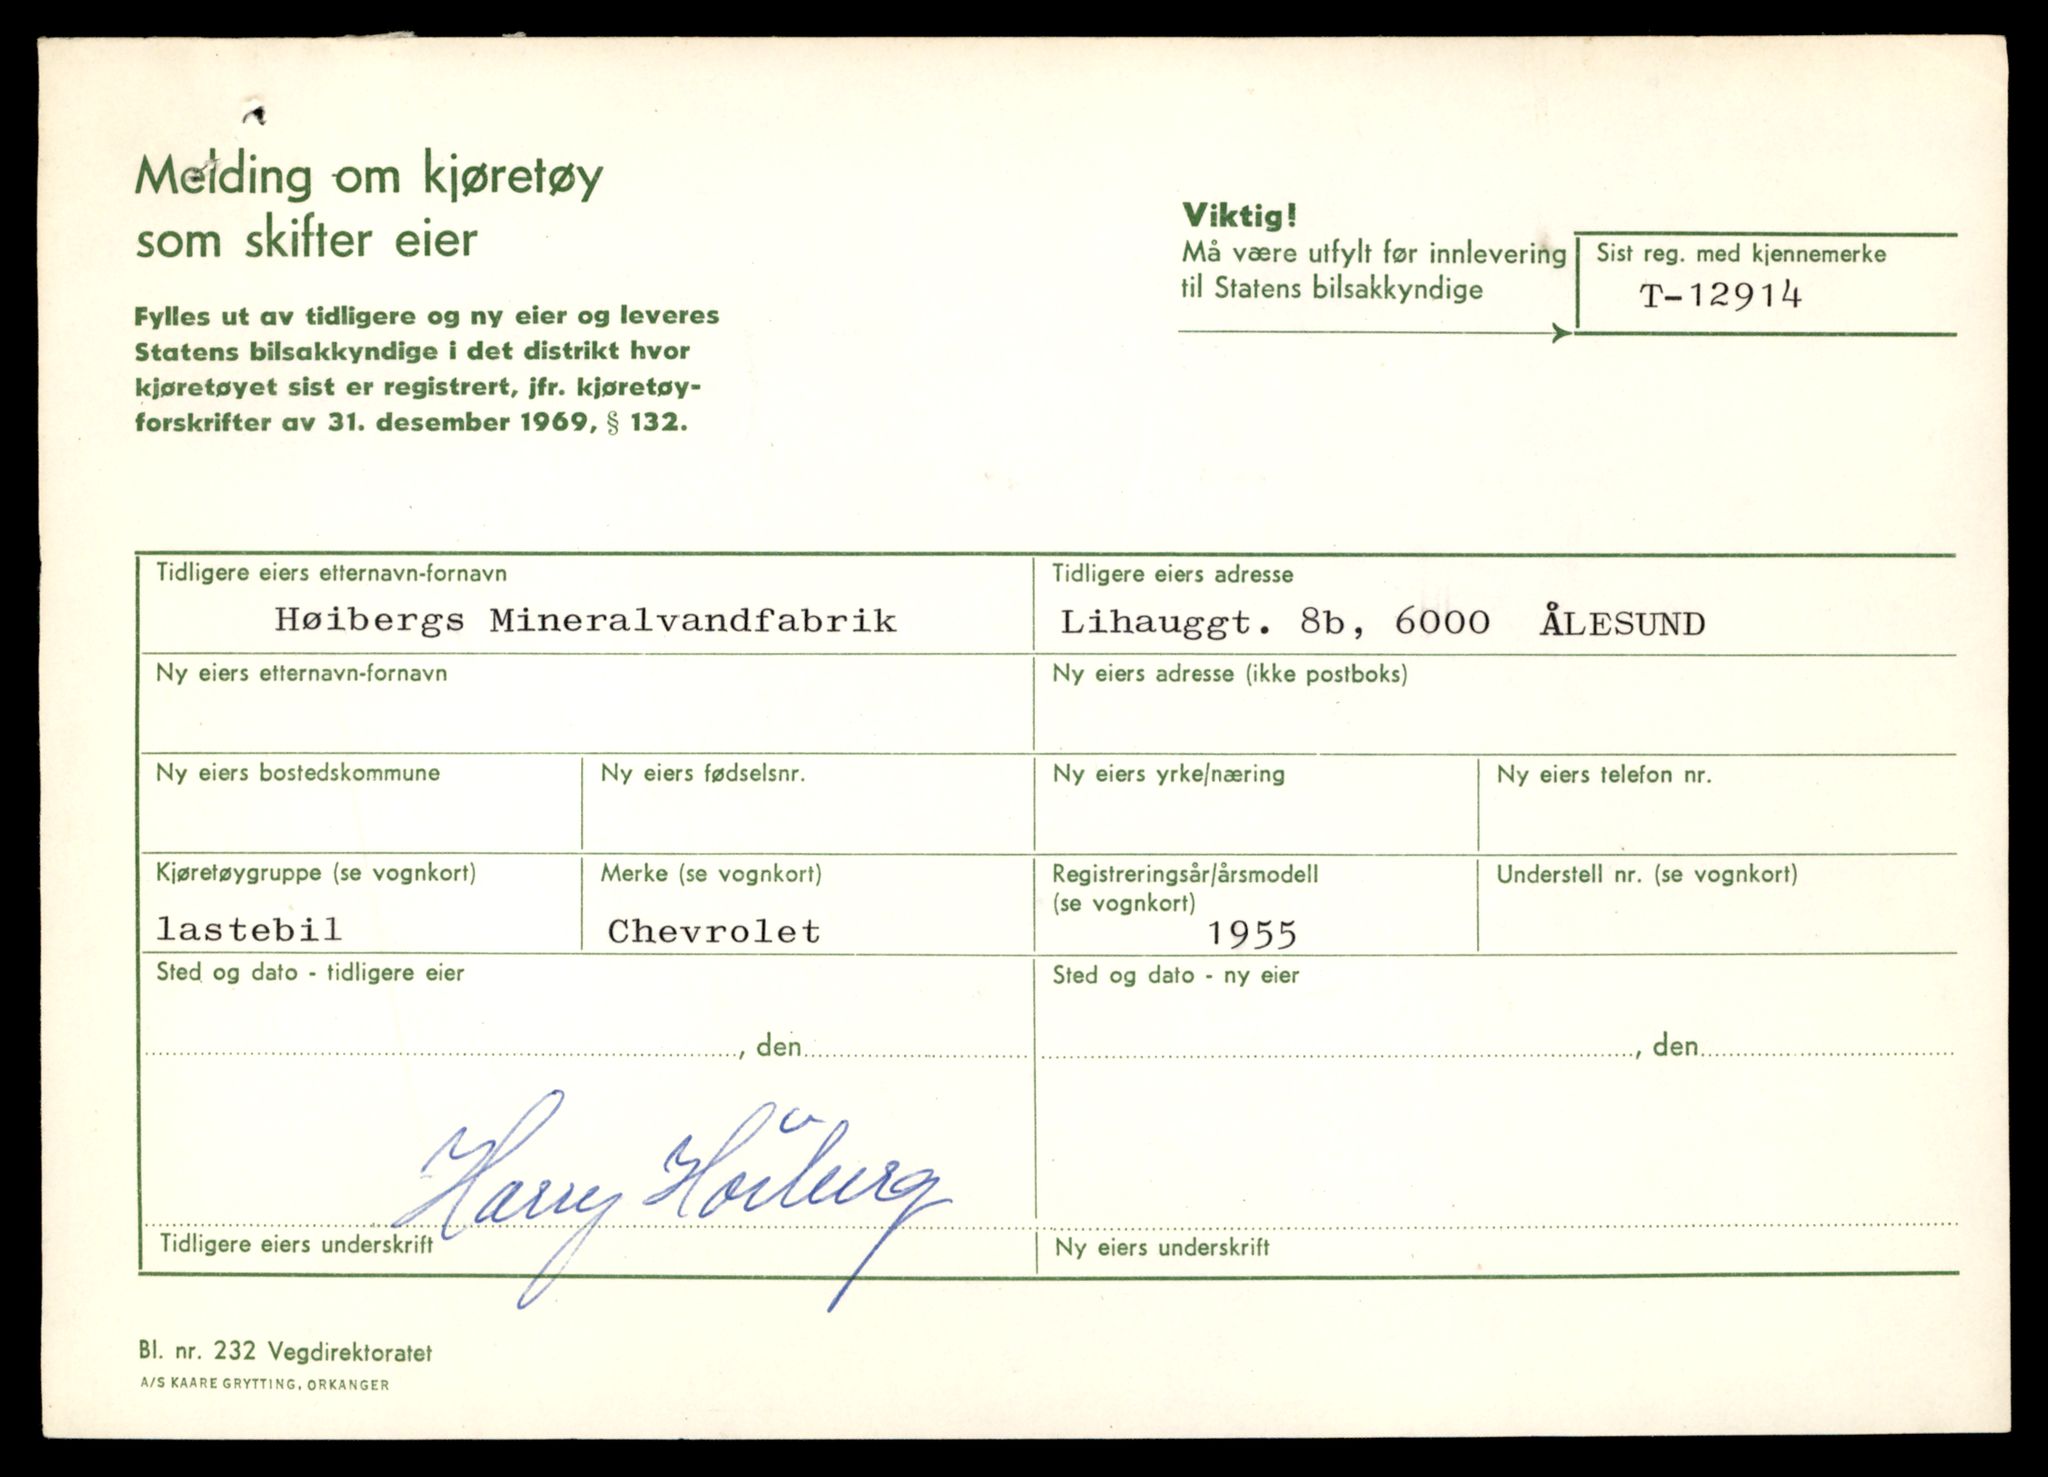 Melding om kjøretøy
som skifter eier
Fylles ut av tidligere og ny eier og leveres
Statens bilsakkyndige i det distrikt hvor
kjøretøyet sist er registrert, jfr. kjøretøy-
forskrifter av 31. desember 1969, § 132.
Viktig!
Må være utfylt før innlevering
til Statens bilsakkyndige
Sist reg. med kjennemerke
T-12914
Tidligere eiers etternavn-fornavn
Høibergs Mineralvandfabrik
Tidligere eiers adresse
Lihauggt. 8b, 6000 ÅLESUND
Ny eiers etternavn-fornavn
Ny eiers adresse (ikke postboks)
Ny eiers bostedskommune
Ny eiers fødselsnr.
Ny eiers yrke/næring
Ny eiers telefon nr.
Kjøretøygruppe (se vognkort)
lastebil
Merke (se vognkort)
Chevrolet
Registreringsår/årsmodell
(se vognkort)
1955
Understell nr. (se vognkort)
Sted og dato - tidligere eier
, den
Sted og dato - ny eier
, den
Harry Höiberg
Tidligere eiers underskrift
Ny eiers underskrift
Bl. nr. 232 Vegdirektoratet
A/S KAARE GRYTTING, ORKANGER